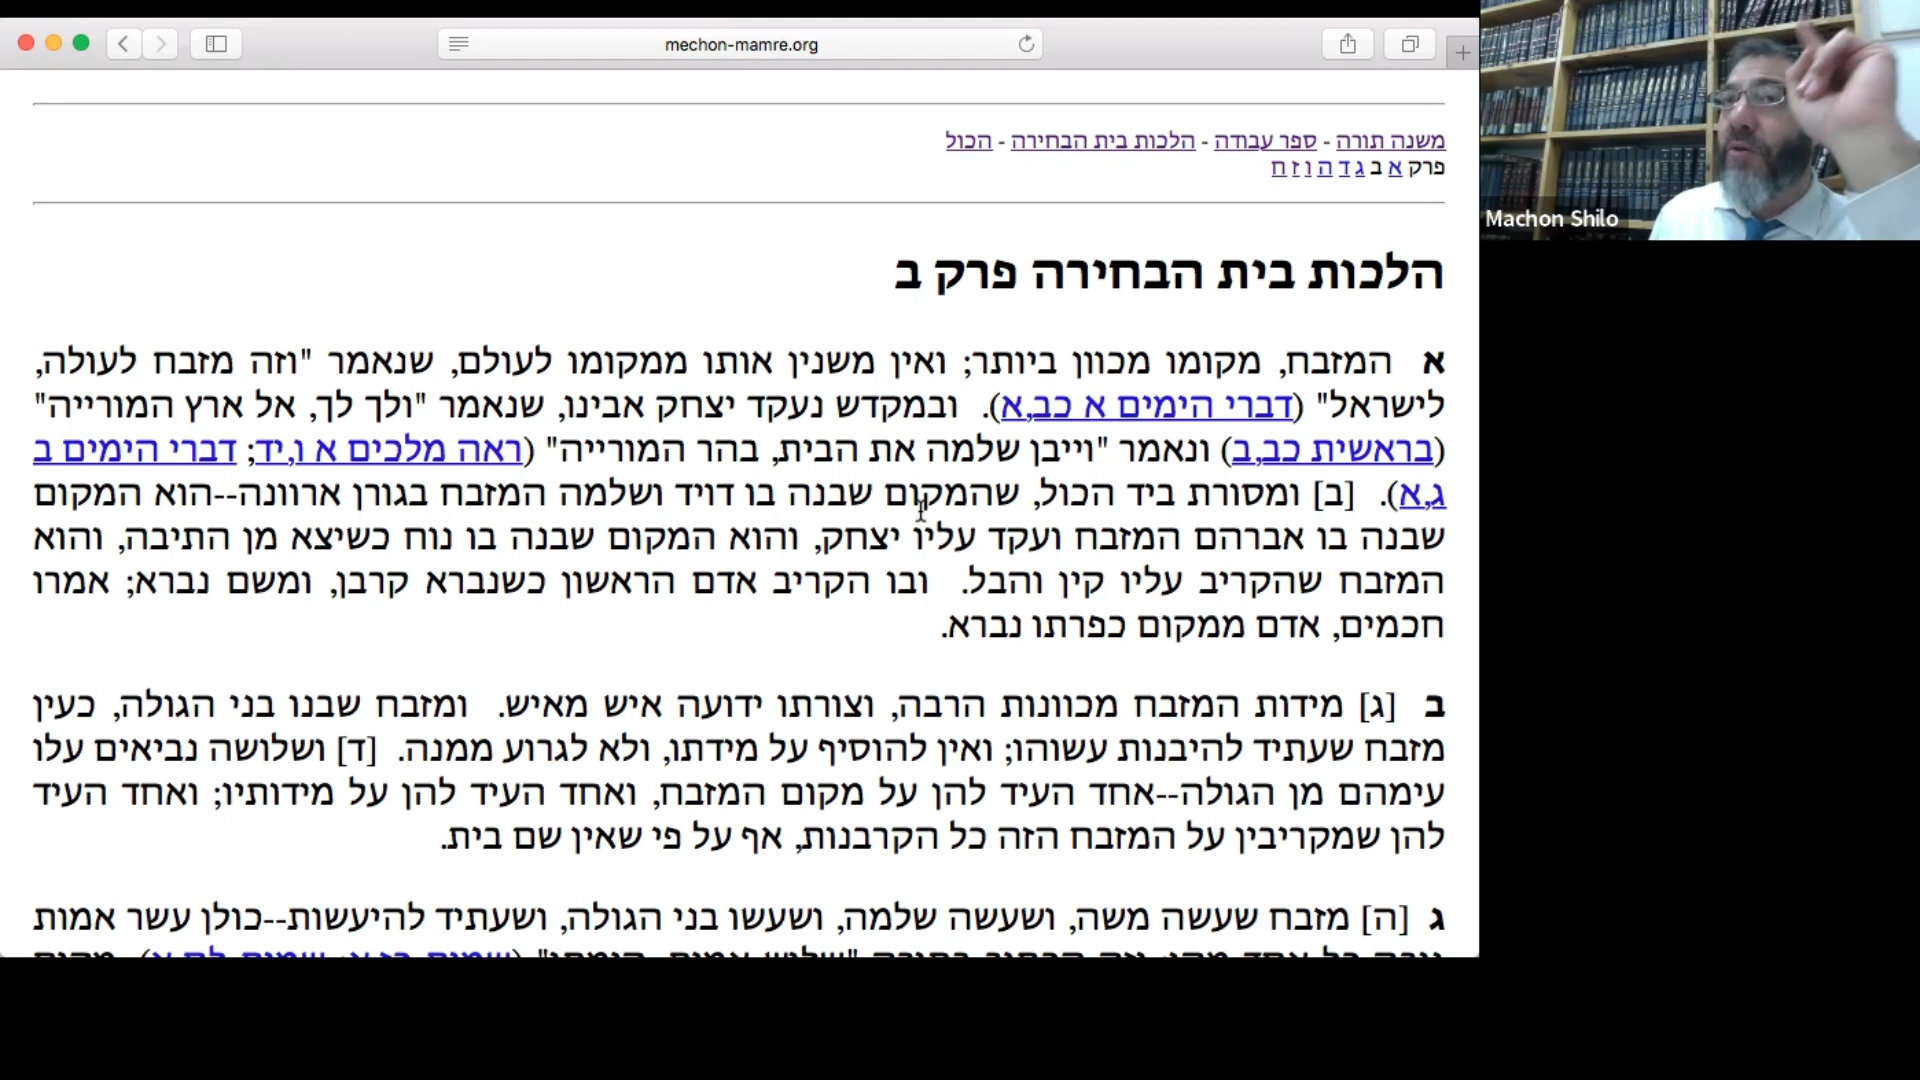 mechon-mamre.org
משנה תורה - ספר עבודה - הלכות בית הבחירה - הכול
פרק א ב ג ד ה ו ז ח
Machon Shilo
הלכות בית הבחירה פרק ב
א המזבח, מקומו מכוון ביותר; ואין משנין אותו ממקומו לעולם, שנאמר "וזה מזבח לעולה,
לישראל" (דברי הימים א כב,א). ובמקדש נעקד יצחק אבינו, שנאמר "ולך לך, אל ארץ המורייה"
(בראשית כב,ב) ונאמר "וייבן שלמה את הבית, בהר המורייה" (ראה מלכים א ו,יד; דברי הימים ב
ג,א). [ב] ומסורת ביד הכול, שהמקום שבנה בו דויד ושלמה המזבח בגורן ארוונה--הוא המקום
שבנה בו אברהם המזבח ועקד עליו יצחק, והוא המקום שבנה בו נוח כשיצא מן התיבה, והוא
המזבח שהקריב עליו קין והבל. ובו הקריב אדם הראשון כשנברא קרבן, ומשם נברא; אמרו
חכמים, אדם ממקום כפרתו נברא.
ב [ג] מידות המזבח מכוונות הרבה, וצורתו ידועה איש מאיש. ומזבח שבנו בני הגולה, כעין
מזבח שעתיד להיבנות עשוהו; ואין להוסיף על מידתו, ולא לגרוע ממנה. [ד] ושלושה נביאים עלו
עימהם מן הגולה--אחד העיד להן על מקום המזבח, ואחד העיד להן על מידותיו; ואחד העיד
להן שמקריבין על המזבח הזה כל הקרבנות, אף על פי שאין שם בית.
ג [ה] מזבח שעשה משה, ושעשה שלמה, ושעשו בני הגולה, ושעתיד להיעשות--כולן עשר אמות